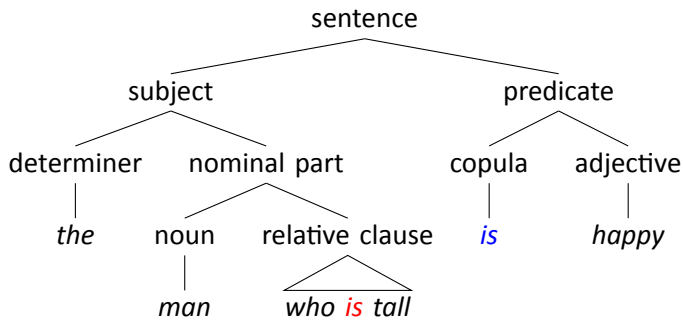 sentence
subject predicate
determiner nominal part copula adjective
the noun relative clause is happy
man who is tall